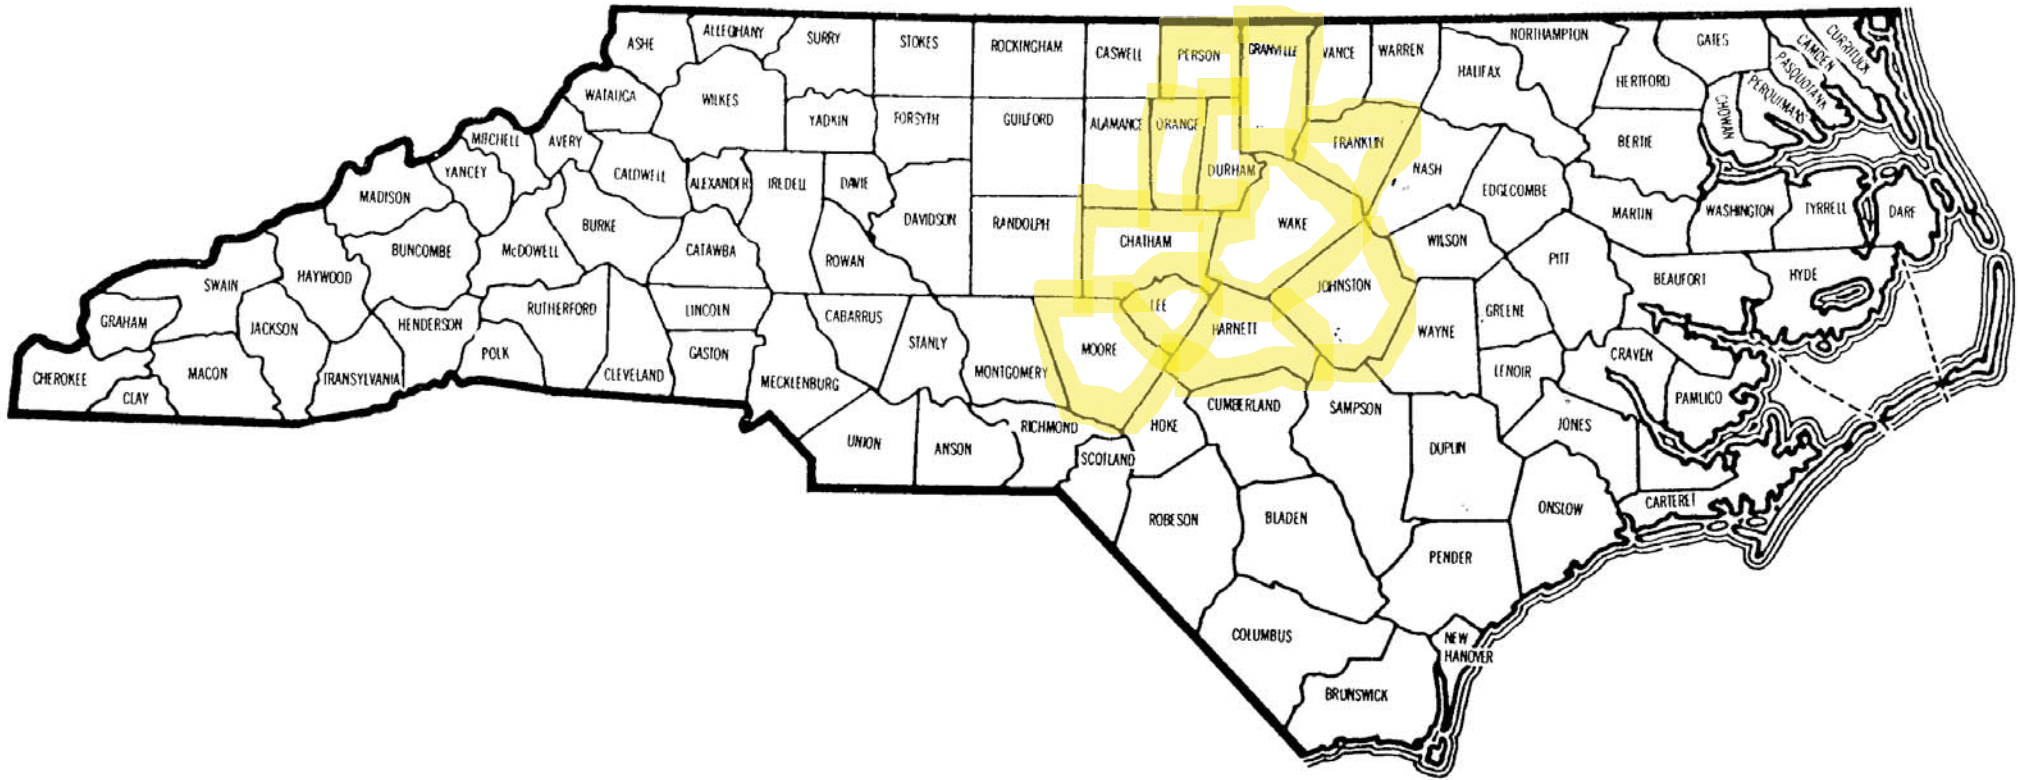 ASHE
ALLEGHANY
SURRY
STOKES
ROCKINGHAM
CASWELL
PERSON
GRANVILLE
VANCE
WARREN
NORTHAMPTON
GATES
CURRITUCK
CAMDEN
PASQUOTANK
PERQUIMANS
CHOWAN
HALIFAX
HERTFORD
WATAUGA
WILKES
YADKIN
FORSYTH
GUILFORD
ALAMANCE
ORANGE
DURHAM
FRANKLIN
NASH
EDGECOMBE
BERTIE
MITCHELL
AVERY
YANCEY
CALDWELL
ALEXANDER
IREDELL
DAVIE
MADISON
BURKE
DAVIDSON
RANDOLPH
CHATHAM
WAKE
WILSON
MARTIN
WASHINGTON
TYRRELL
DARE
BUNCOMBE
McDOWELL
CATAWBA
ROWAN
PITT
SWAIN
HAYWOOD
LEE
JOHNSTON
BEAUFORT
HYDE
GRAHAM
JACKSON
HENDERSON
RUTHERFORD
LINCOLN
CABARRUS
STANLY
MOORE
HARNETT
WAYNE
GREENE
CRAVEN
CHEROKEE
CLAY
MACON
TRANSYLVANIA
POLK
CLEVELAND
GASTON
MECKLENBURG
MONTGOMERY
LENOIR
PAMLICO
UNION
ANSON
RICHMOND
SCOTLAND
HOKE
CUMBERLAND
SAMPSON
DUPLIN
JONES
CARTERET
ROBESON
BLADEN
ONSLOW
PENDER
COLUMBUS
NEW
HANOVER
BRUNSWICK